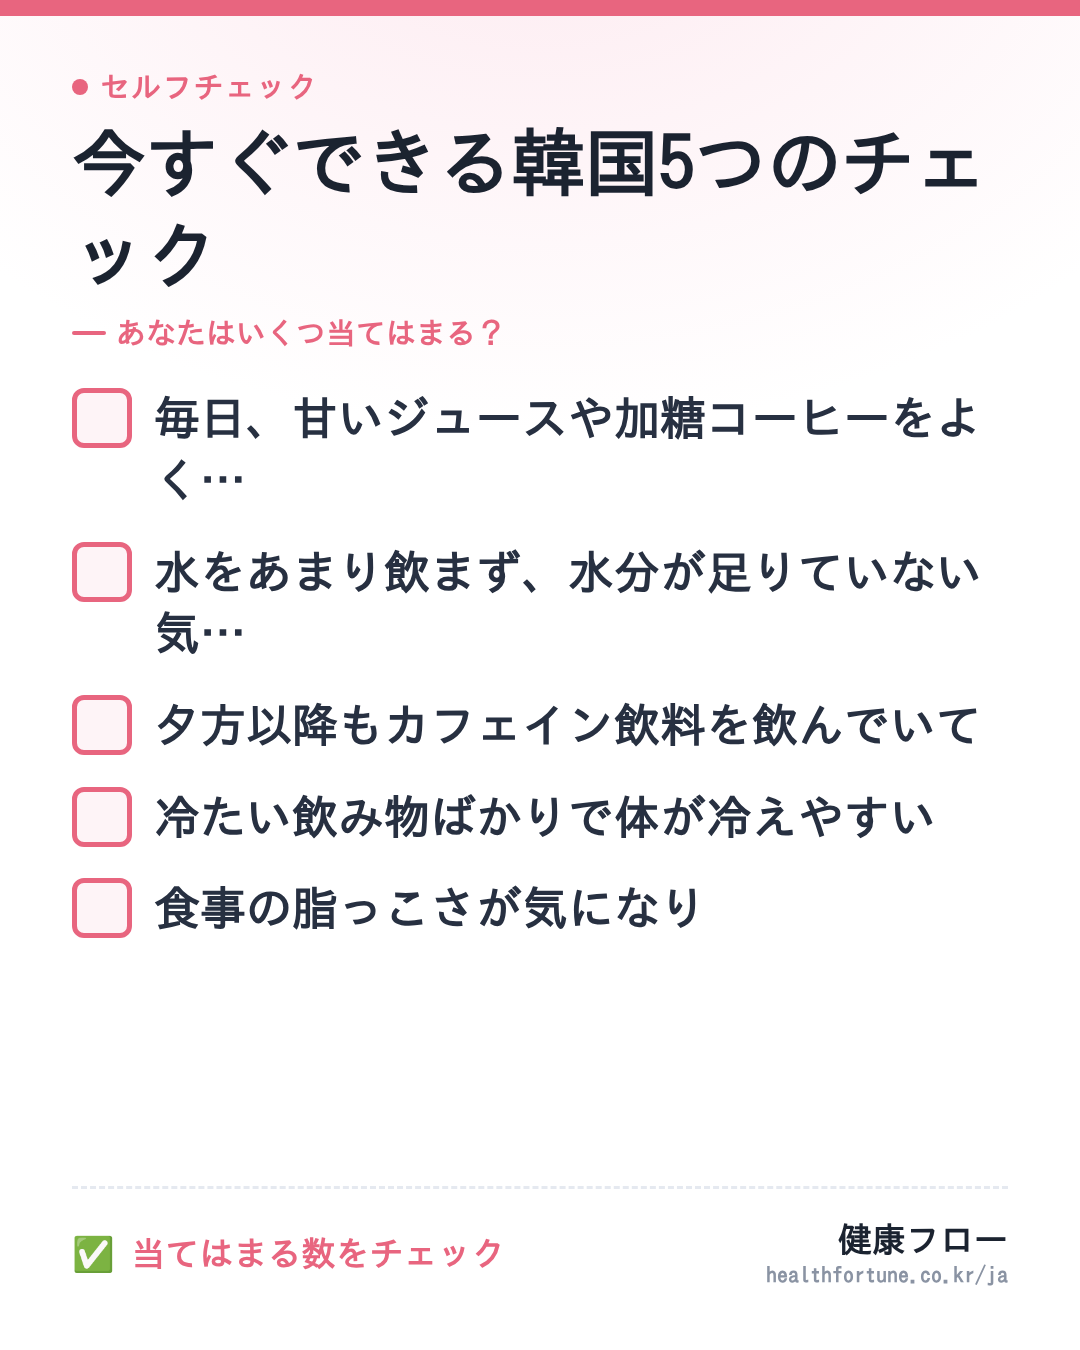 セルフチェック
今すぐできる韓国5つのチェ
ック
— あなたはいくつ当てはまる？
毎日、甘いジュースや加糖コーヒーをよ
く…
水をあまり飲まず、水分が足りていない
気…
夕方以降もカフェイン飲料を飲んでいて
冷たい飲み物ばかりで体が冷えやすい
食事の脂っこさが気になり
✅ 当てはまる数をチェック
健康フロー
healthfortune.co.kr/ja